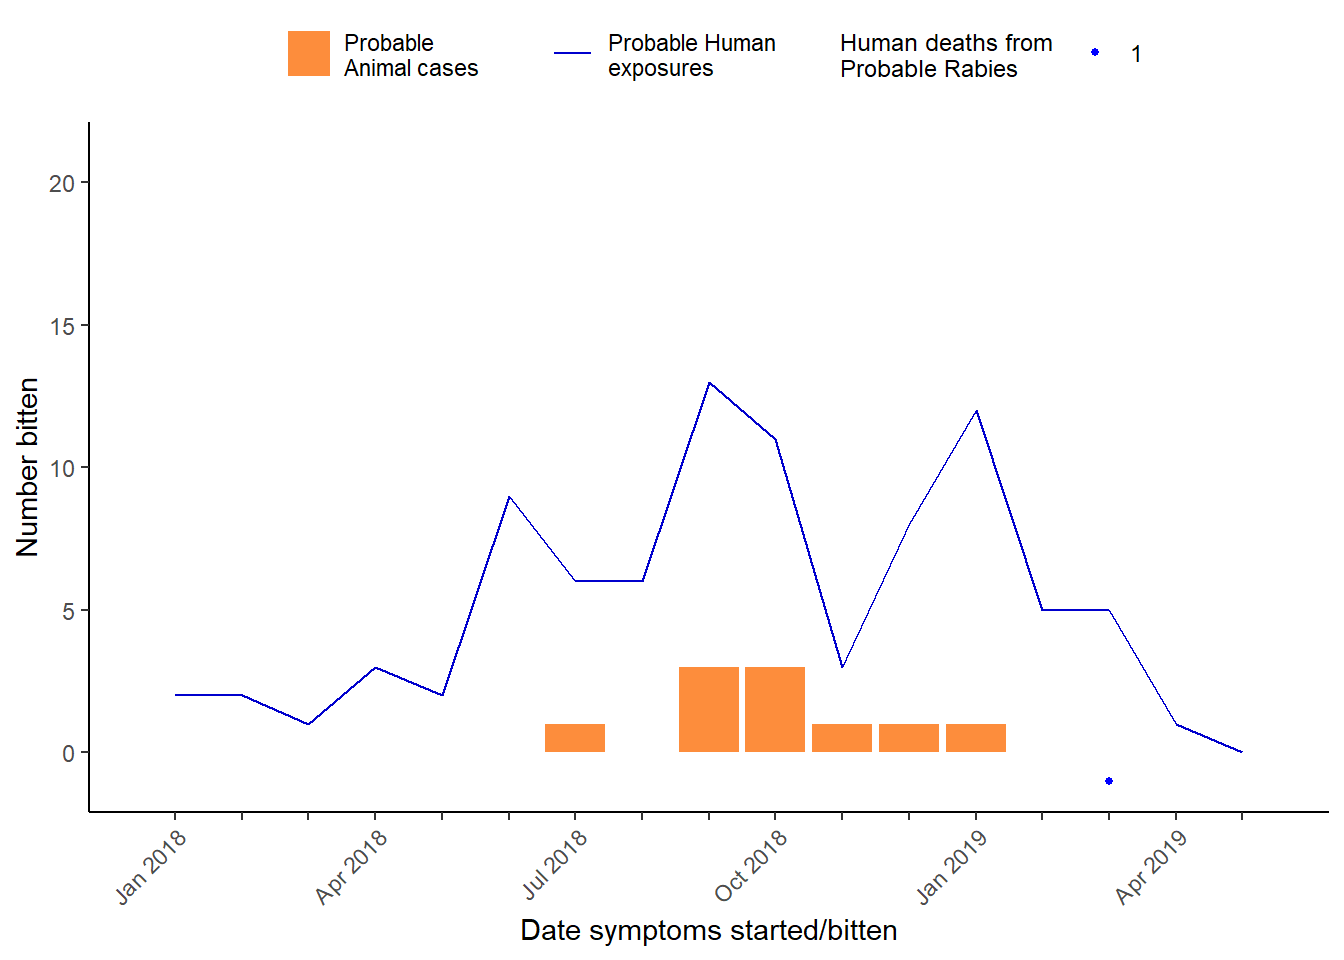 Probable
Animal cases
Probable Human
exposures
Human deaths from
Probable Rabies
1
Number bitten
20
15
10
5
0
Jan 2018
Apr 2018
Jul 2018
Oct 2018
Jan 2019
Apr 2019
Date symptoms started/bitten